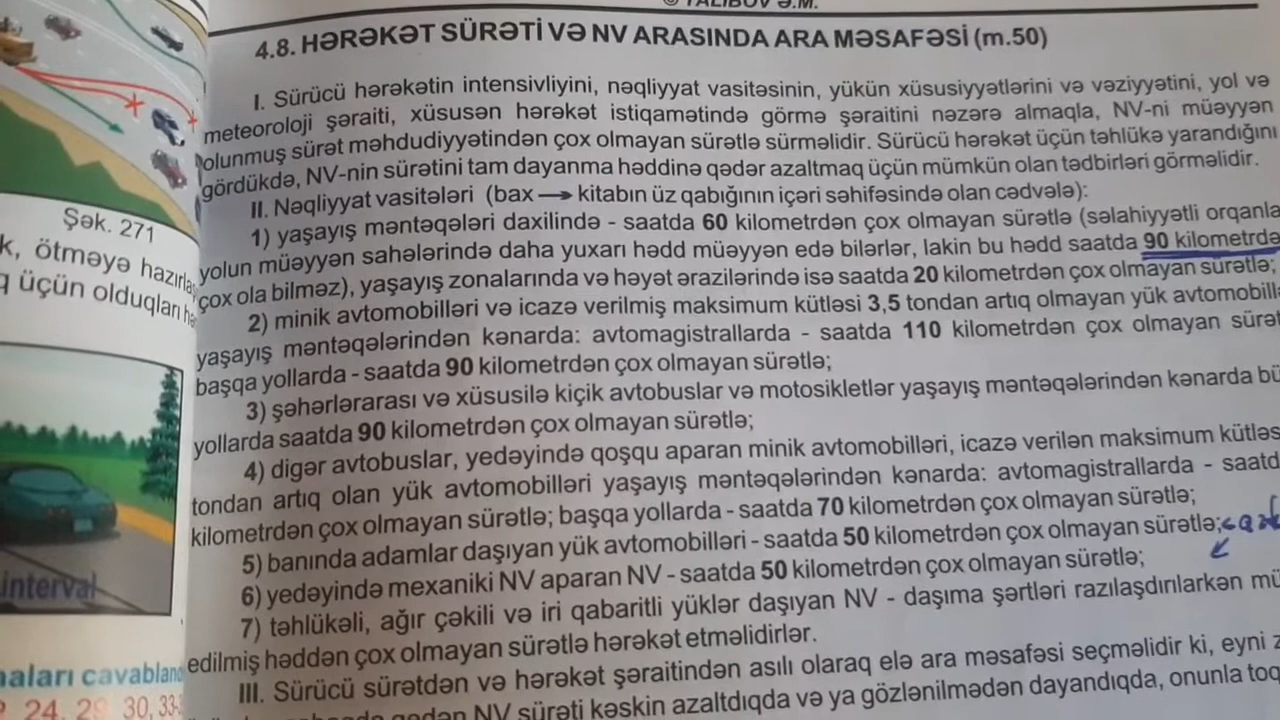 © TALIBOV Ə.M.
4.8. HƏRƏKƏT SÜRƏTİ VƏ NV ARASINDA ARA MƏSAFƏSİ (m.50)
I. Sürücü hərəkətin intensivliyini, nəqliyyat vasitəsinin, yükün xüsusiyyətlərini və vəziyyətini, yol və
meteoroloji şəraiti, xüsusən hərəkət istiqamətində görmə şəraitini nəzərə almaqla, NV-ni müəyyən
olunmuş sürət məhdudiyyətindən çox olmayan sürətlə sürməlidir. Sürücü hərəkət üçün təhlükə yarandığını
gördükdə, NV-nin sürətini tam dayanma həddinə qədər azaltmaq üçün mümkün olan tədbirləri görməlidir.
II. Nəqliyyat vasitələri (bax → kitabın üz qabığının içəri səhifəsində olan cədvələ):
1) yaşayış məntəqələri daxilində - saatda 60 kilometrdən çox olmayan sürətlə (səlahiyyətli orqanla
yolun müəyyən sahələrində daha yuxarı hədd müəyyən edə bilərlər, lakin bu hədd saatda 90 kilometrdə
çox ola bilməz), yaşayış zonalarında və həyət ərazilərində isə saatda 20 kilometrdən çox olmayan sürətlə;
2) minik avtomobilləri və icazə verilmiş maksimum kütləsi 3,5 tondan artıq olmayan yük avtomobill
yaşayış məntəqələrindən kənarda: avtomagistrallarda - saatda 110 kilometrdən çox olmayan sürət
başqa yollarda - saatda 90 kilometrdən çox olmayan sürətlə;
3) şəhərlərarası və xüsusilə kiçik avtobuslar və motosikletlər yaşayış məntəqələrindən kənarda bü
yollarda saatda 90 kilometrdən çox olmayan sürətlə;
4) digər avtobuslar, yedəyində qoşqu aparan minik avtomobilləri, icazə verilən maksimum kütləs
tondan artıq olan yük avtomobilləri yaşayış məntəqələrindən kənarda: avtomagistrallarda - saatd
kilometrdən çox olmayan sürətlə; başqa yollarda - saatda 70 kilometrdən çox olmayan sürətlə;
5) banında adamlar daşıyan yük avtomobilləri - saatda 50 kilometrdən çox olmayan sürətlə;
6) yedəyində mexaniki NV aparan NV - saatda 50 kilometrdən çox olmayan sürətlə;
7) təhlükəli, ağır çəkili və iri qabaritli yüklər daşıyan NV - daşıma şərtləri razılaşdırılarkən mü
edilmiş həddən çox olmayan sürətlə hərəkət etməlidirlər.
III. Sürücü sürətdən və hərəkət şəraitindən asılı olaraq elə ara məsafəsi seçməlidir ki, eyni z
gedən NV sürəti kəskin azaltdıqda və ya gözlənilmədən dayandıqda, onunla toq
Şək. 271
k, ötməyə hazırla
q üçün olduqları hə
interval
naları cavabland
24, 29, 30, 33-